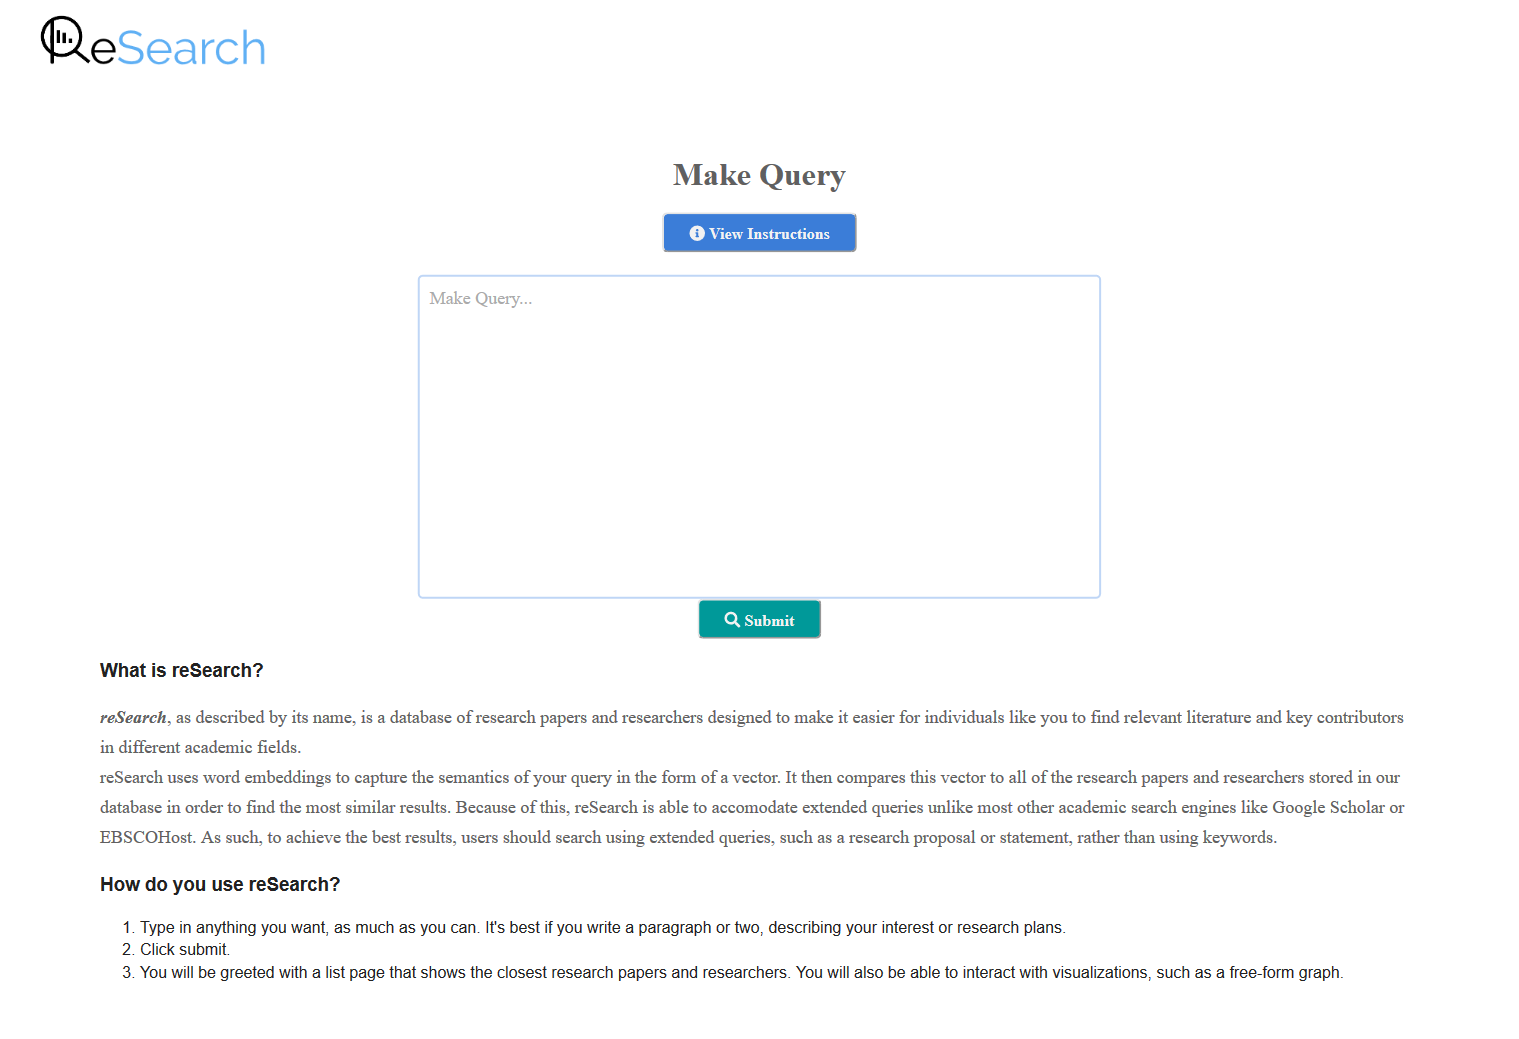 ReSearch
Make Query
View Instructions
Make Query...
Submit
What is reSearch?
reSearch, as described by its name, is a database of research papers and researchers designed to make it easier for individuals like you to find relevant literature and key contributors
in different academic fields.
reSearch uses word embeddings to capture the semantics of your query in the form of a vector. It then compares this vector to all of the research papers and researchers stored in our
database in order to find the most similar results. Because of this, reSearch is able to accomodate extended queries unlike most other academic search engines like Google Scholar or
EBSCOHost. As such, to achieve the best results, users should search using extended queries, such as a research proposal or statement, rather than using keywords.
How do you use reSearch?
1. Type in anything you want, as much as you can. It's best if you write a paragraph or two, describing your interest or research plans.
2. Click submit.
3. You will be greeted with a list page that shows the closest research papers and researchers. You will also be able to interact with visualizations, such as a free-form graph.